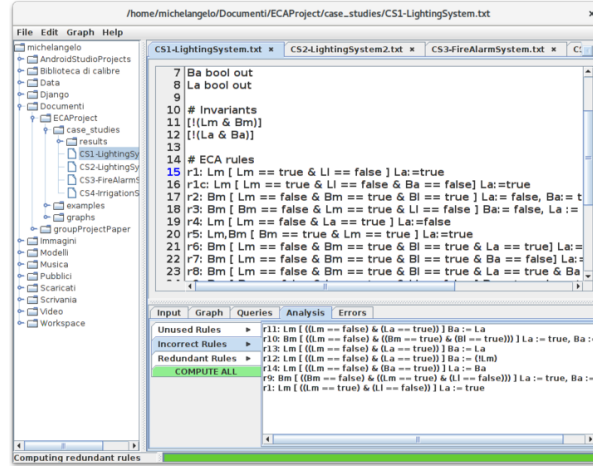 /home/michelangelo/Documenti/ECAProject/case_studies/CS1-LightingSystem.txt
File Edit Graph Help
michelangelo
AndroidStudioProjects
Biblioteca di calibre
Data
Django
Documenti
ECAProject
case_studies
results
CS1-LightingSy
CS2-LightingSy
CS3-FireAlarmS
CS4-IrrigationS
examples
graphs
groupProjectPaper
Immagini
Modelli
Musica
Pubblici
Scaricati
Scrivania
Video
Workspace
CS1-LightingSystem.txt × CS2-LightingSystem2.txt × CS3-FireAlarmSystem.txt ×
7 Ba bool out
8 La bool out
9
10 # Invariants
11 [!(Lm & Bm)]
12 [!(La & Ba)]
13
14 # ECA rules
15 r1: Lm [ Lm == true & Ll == false ] La:=true
16 r1c: Lm [ Lm == true & Ll == false & Ba == false] La:=true
17 r2: Bm [ Lm == false & Bm == true & Bl == true ] La:= false, Ba:= t
18 r3: Bm [ Bm == false & Lm == true & Ll == false ] Ba:= false, La :=
19 r4: Lm [ Lm == false & La == true ] La:=false
20 r5: Lm,Bm [ Bm == true & Lm == true ] La:=true
21 r6: Bm [ Lm == false & Bm == true & Bl == true & La == true] La:=
22 r7: Bm [ Lm == false & Bm == true & Bl == true & Ba == false] La:=
23 r8: Bm [ Lm == false & Bm == true & Bl == true & La == true & Ba
Input Graph Queries Analysis Errors
Unused Rules
Incorrect Rules
Redundant Rules
COMPUTE ALL
r11: Lm [ ((Lm == false) & (La == true)) ] Ba := La
r10: Bm [ ((Lm == false) & ((Bm == true) & (Bl == true))) ] La := true, Ba :=
r13: Lm [ ((Lm == false) & (La == true)) ] Ba := La
r12: Lm [ ((Lm == false) & (La == true)) ] Ba := (!Lm)
r14: Lm [ ((Lm == false) & (Ba == true)) ] La := Ba
r9: Bm [ ((Bm == false) & ((Lm == true) & (Ll == false))) ] La := true, Ba :=
r1: Lm [ ((Lm == true) & (Ll == false)) ] La := true
Computing redundant rules